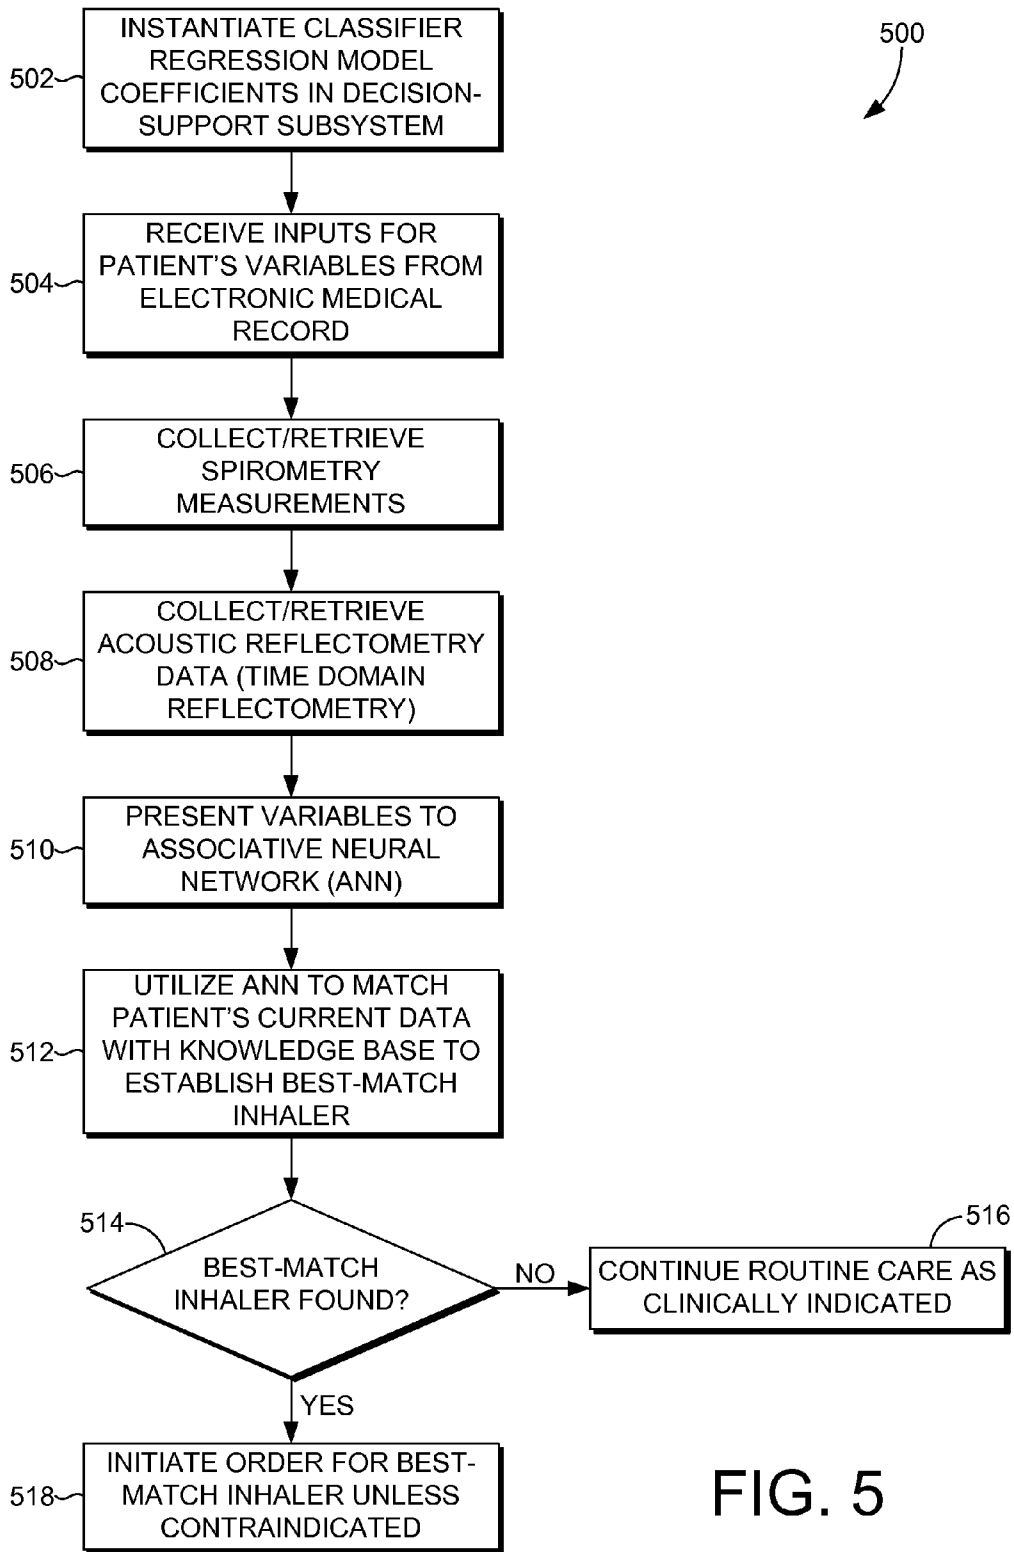 500
502
INSTANTIATE CLASSIFIER
REGRESSION MODEL
COEFFICIENTS IN DECISION-
SUPPORT SUBSYSTEM
504
RECEIVE INPUTS FOR
PATIENT'S VARIABLES FROM
ELECTRONIC MEDICAL
RECORD
506
COLLECT/RETRIEVE
SPIROMETRY
MEASUREMENTS
508
COLLECT/RETRIEVE
ACOUSTIC REFLECTOMETRY
DATA (TIME DOMAIN
REFLECTOMETRY)
510
PRESENT VARIABLES TO
ASSOCIATIVE NEURAL
NETWORK (ANN)
512
UTILIZE ANN TO MATCH
PATIENT'S CURRENT DATA
WITH KNOWLEDGE BASE TO
ESTABLISH BEST-MATCH
INHALER
514
BEST-MATCH
INHALER FOUND?
NO
516
CONTINUE ROUTINE CARE AS
CLINICALLY INDICATED
YES
518
INITIATE ORDER FOR BEST-
MATCH INHALER UNLESS
CONTRAINDICATED
FIG. 5